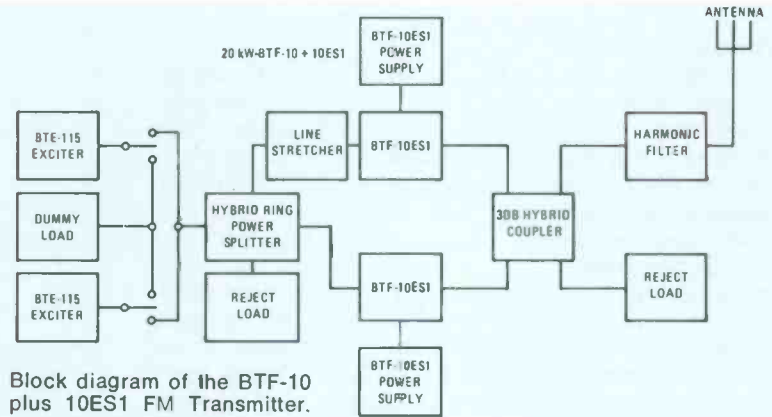 ANTENNA
20 kW-BTF-10 + 10ES1
BTF-10ES1
POWER
SUPPLY
BTE-115
EXCITER
LINE
STRETCHER
BTF-10ES1
HARMONIC
FILTER
DUMMY
LOAD
HYBRID RING
POWER
SPLITTER
3DB HYBRID
COUPLER
BTE-115
EXCITER
REJECT
LOAD
BTF-10ES1
REJECT
LOAD
BTF-10ES1
POWER
SUPPLY
Block diagram of the BTF-10
plus 10ES1 FM Transmitter.